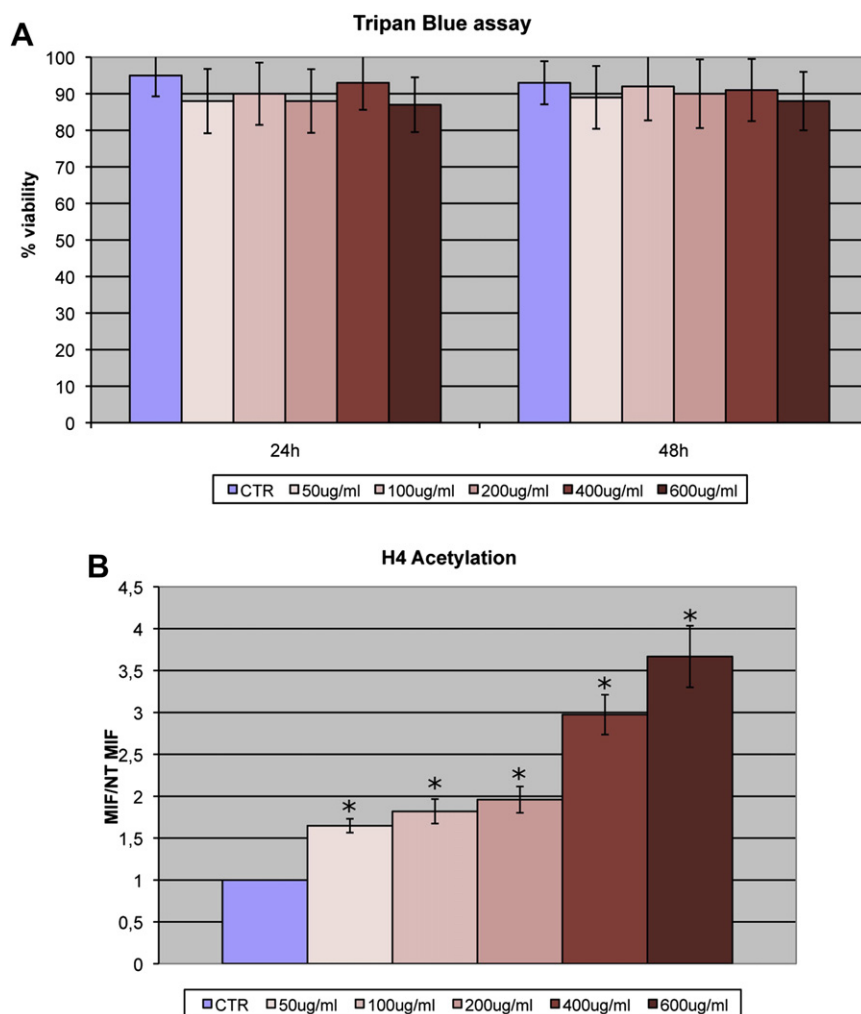 A
Tripan Blue assay
% viability
100
90
80
70
60
50
40
30
20
10
0
24h
48h
CTR 50ug/ml 100ug/ml 200ug/ml 400ug/ml 600ug/ml
B
H4 Acetylation
MIF/NT MIF
4,5
4
3,5
3
2,5
2
1,5
1
0,5
0
*
*
*
*
*
CTR 50ug/ml 100ug/ml 200ug/ml 400ug/ml 600ug/ml